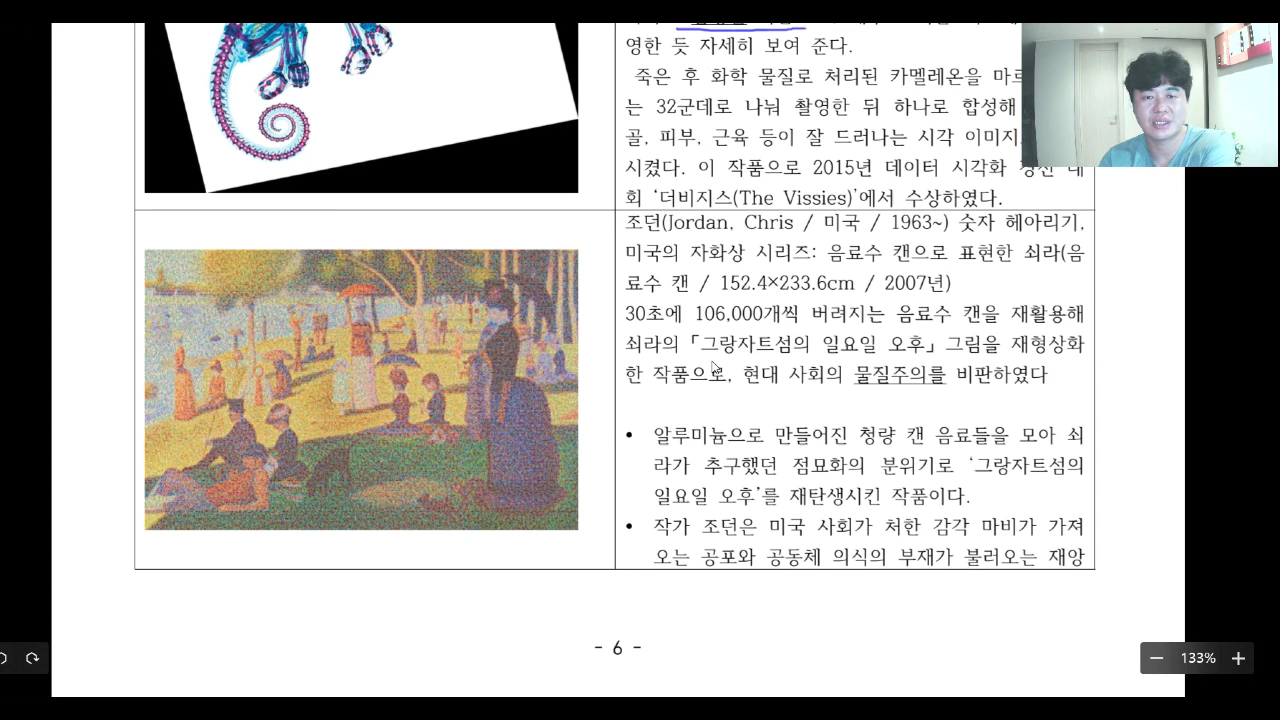 영한 듯 자세히 보여 준다.
죽은 후 화학 물질로 처리된 카멜레온을
는 32군데로 나눠 촬영한 뒤 하나로 합성해
골, 피부, 근육 등이 잘 드러나는 시각
시켰다. 이 작품으로 2015년 데이터 시각화
회 ‘더비지스(The Vissies)’에서 수상하였다.
조던(Jordan, Chris / 미국 / 1963~) 숫자 헤아리기,
미국의 자화상 시리즈: 음료수 캔으로 표현한 쇠라(음
료수 캔 / 152.4×233.6cm / 2007년)
30초에 106,000개씩 버려지는 음료수 캔을 재활용해
쇠라의 「그랑자트섬의 일요일 오후」 그림을 재형상화
한 작품으로, 현대 사회의 물질주의를 비판하였다
• 알루미늄으로 만들어진 청량 캔 음료들을 모아 쇠
라가 추구했던 점묘화의 분위기로 ‘그랑자트섬의
일요일 오후’를 재탄생시킨 작품이다.
• 작가 조던은 미국 사회가 처한 감각 마비가 가져
오는 공포와 공동체 의식의 부재가 불러오는 재앙
- 6 -
133%